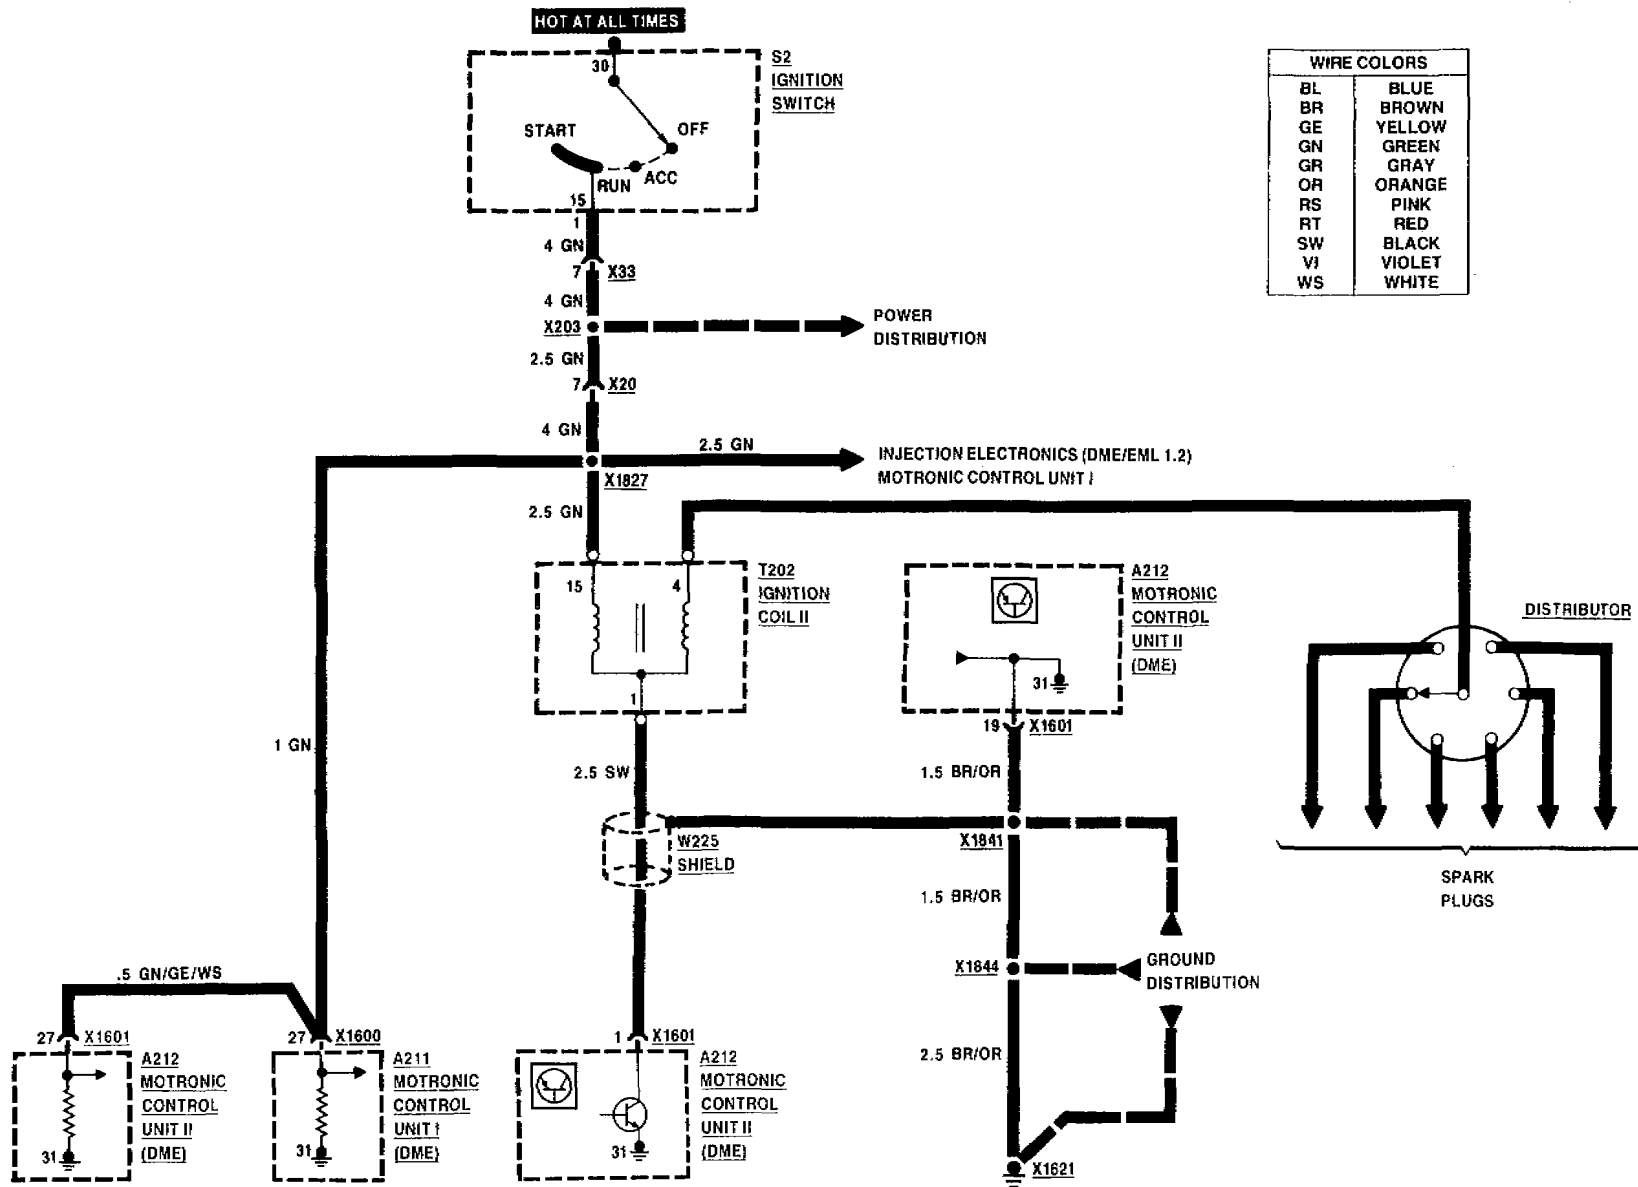 HOT AT ALL TIMES
30
S2
IGNITION
SWITCH
START
OFF
RUN
ACC
15
1
4 GN
7
X33
4 GN
X203
POWER
DISTRIBUTION
2.5 GN
7
X20
4 GN
2.5 GN
INJECTION ELECTRONICS (DME/EML 1.2)
MOTRONIC CONTROL UNIT I
X1827
2.5 GN
WIRE COLORS
BL BLUE
BR BROWN
GE YELLOW
GN GREEN
GR GRAY
OR ORANGE
RS PINK
RT RED
SW BLACK
VI VIOLET
WS WHITE
15
4
T202
IGNITION
COIL II
1
A212
MOTRONIC
CONTROL
UNIT II
(DME)
31
19
X1601
DISTRIBUTOR
1 GN
2.5 SW
1.5 BR/OR
W225
SHIELD
X1841
1.5 BR/OR
SPARK
PLUGS
X1844
GROUND
DISTRIBUTION
.5 GN/GE/WS
27
X1601
27
X1600
1
X1601
2.5 BR/OR
A212
MOTRONIC
CONTROL
UNIT II
(DME)
31
A211
MOTRONIC
CONTROL
UNIT I
(DME)
31
A212
MOTRONIC
CONTROL
UNIT II
(DME)
31
X1621